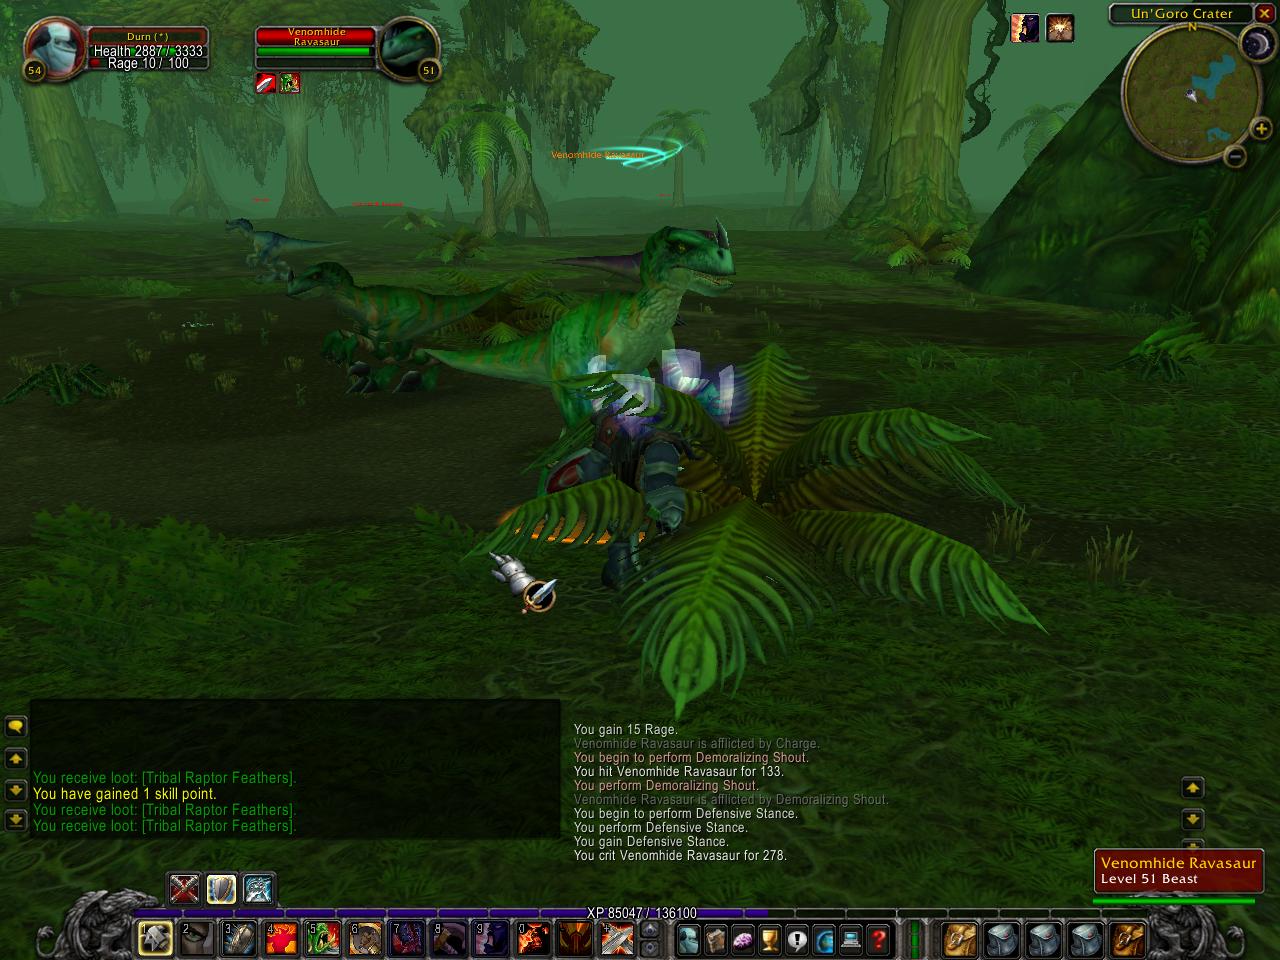 Durn (*)
Health 2887 / 3333
Rage 10 / 100
54
Venomhide
Ravasaur
51
Un'Goro Crater
N
Venomhide Ravasaur
You receive loot: [Tribal Raptor Feathers].
You have gained 1 skill point.
You receive loot: [Tribal Raptor Feathers].
You receive loot: [Tribal Raptor Feathers].
You gain 15 Rage.
Venomhide Ravasaur is afflicted by Charge.
You begin to perform Demoralizing Shout.
You hit Venomhide Ravasaur for 133.
You perform Demoralizing Shout.
Venomhide Ravasaur is afflicted by Demoralizing Shout.
You begin to perform Defensive Stance.
You perform Defensive Stance.
You gain Defensive Stance.
You crit Venomhide Ravasaur for 278.
Venomhide Ravasaur
Level 51 Beast
XP 85047 / 136100
1 2 3 4 5 6 7 8 9 0